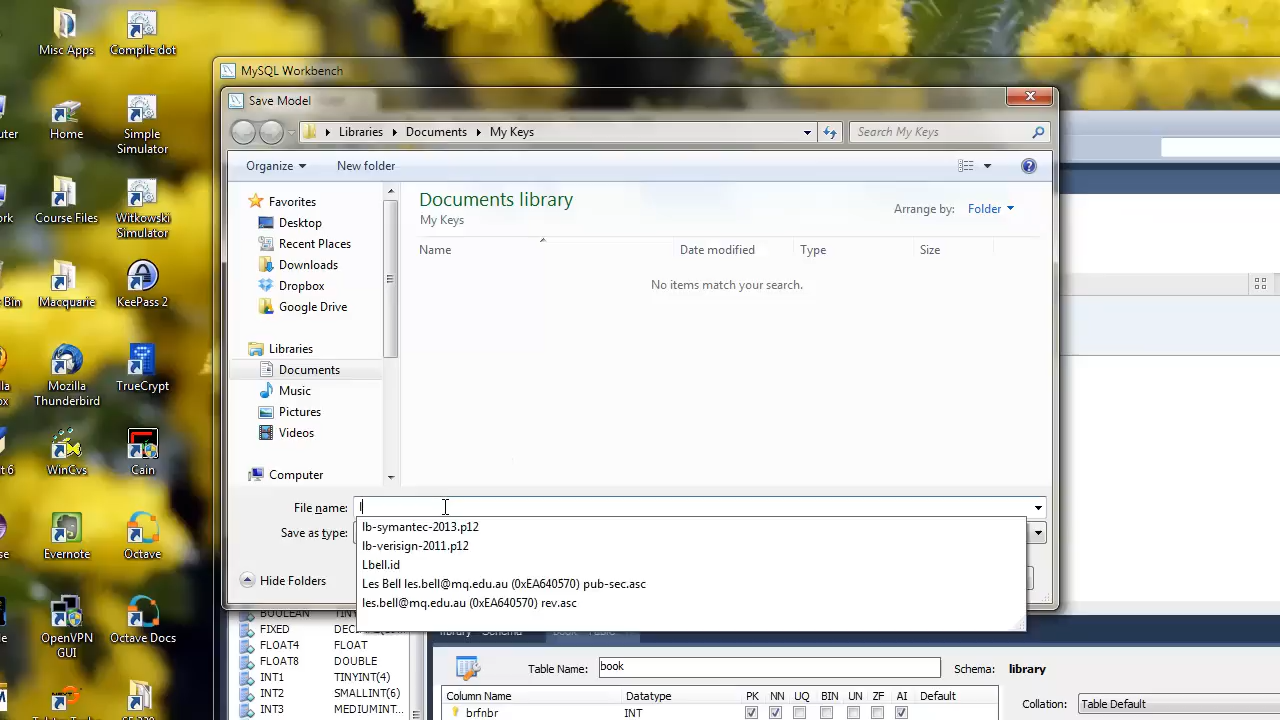 Misc Apps
Compile dot
Home
Simple
Simulator
Course Files
Witkowski
Simulator
Bin
Macquarie
KeePass 2
Mozilla
Thunderbird
TrueCrypt
WinCvs
Cain
Evernote
Octave
OpenVPN
GUI
Octave Docs
MySQL Workbench
Save Model
Libraries
Documents
My Keys
Search My Keys
Organize
New folder
Favorites
Desktop
Recent Places
Downloads
Dropbox
Google Drive
Libraries
Documents
Music
Pictures
Videos
Computer
Documents library
My Keys
Arrange by:
Folder
Name
Date modified
Type
Size
No items match your search.
File name:
l
lb-symantec-2013.p12
lb-verisign-2011.p12
Lbell.id
Les Bell les.bell@mq.edu.au (0xEA640570) pub-sec.asc
les.bell@mq.edu.au (0xEA640570) rev.asc
Save as type:
Hide Folders
BOOLEAN
FIXED
FLOAT4 FLOAT
FLOAT8 DOUBLE
INT1 TINYINT(4)
INT2 SMALLINT(6)
INT3 MEDIUMINT
Table Name: book
Schema: library
Column Name
Datatype
PK NN UQ BIN UN ZF AI Default
brfnbr
INT
Collation: Table Default